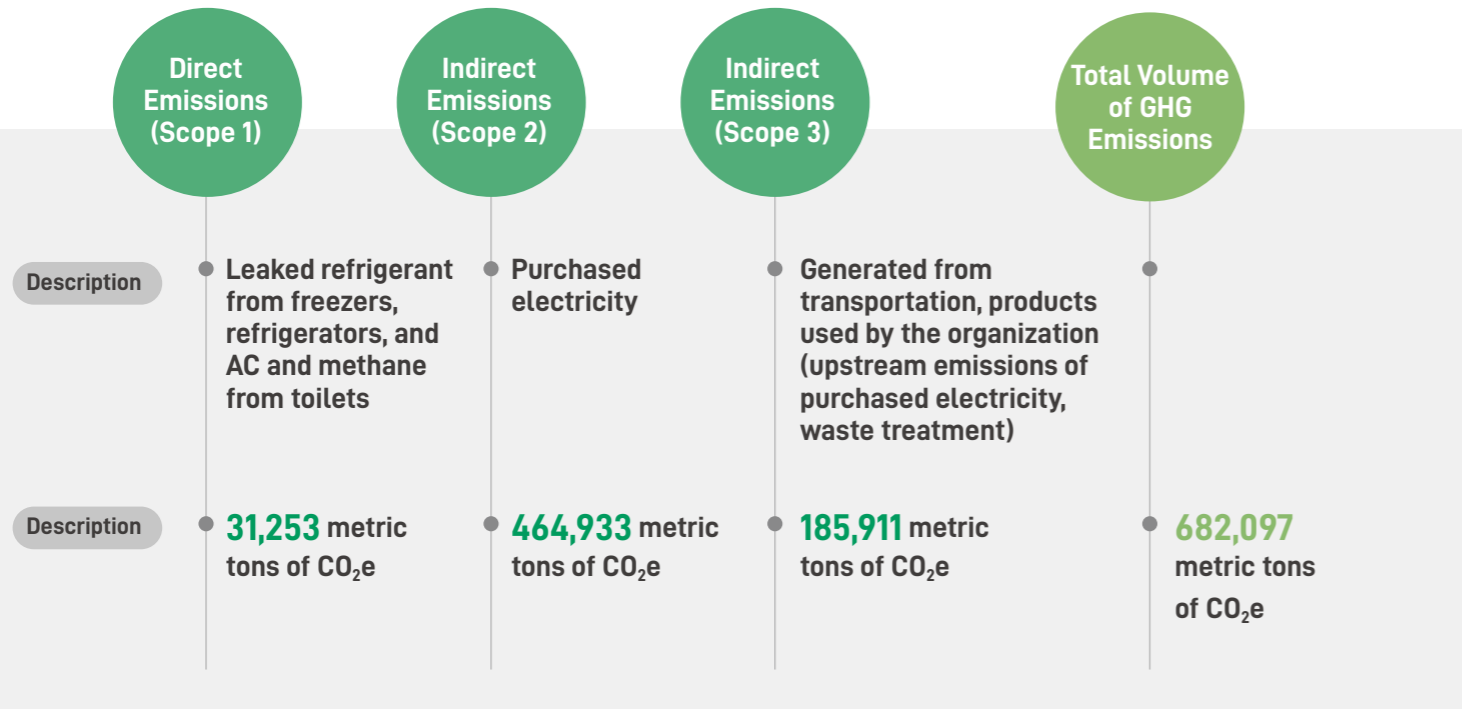 Direct
Emissions
(Scope 1)
Indirect
Emissions
(Scope 2)
Indirect
Emissions
(Scope 3)
Total Volume
of GHG
Emissions
Description
Leaked refrigerant
from freezers,
refrigerators, and
AC and methane
from toilets
Purchased
electricity
Generated from
transportation, products
used by the organization
(upstream emissions of
purchased electricity,
waste treatment)
Description
31,253 metric
tons of CO₂e
464,933 metric
tons of CO₂e
185,911 metric
tons of CO₂e
682,097
metric tons
of CO₂e